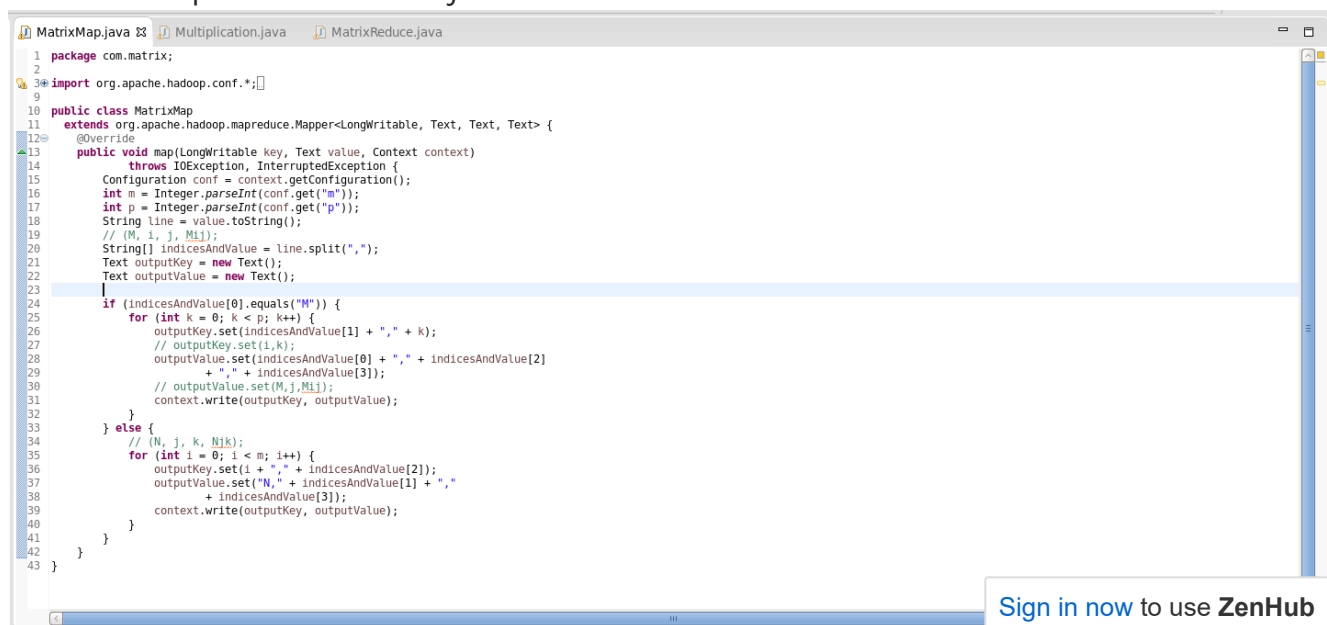 MatrixMap.java Multiplication.java MatrixReduce.java
1 package com.matrix;
2
3 import org.apache.hadoop.conf.*;
9
10 public class MatrixMap
11   extends org.apache.hadoop.mapreduce.Mapper<LongWritable, Text, Text, Text> {
12     @Override
13     public void map(LongWritable key, Text value, Context context)
14             throws IOException, InterruptedException {
15         Configuration conf = context.getConfiguration();
16         int m = Integer.parseInt(conf.get("m"));
17         int p = Integer.parseInt(conf.get("p"));
18         String line = value.toString();
19         // (M, i, j, Mij);
20         String[] indicesAndValue = line.split(",");
21         Text outputKey = new Text();
22         Text outputValue = new Text();
23
24         if (indicesAndValue[0].equals("M")) {
25             for (int k = 0; k < p; k++) {
26                 outputKey.set(indicesAndValue[1] + "," + k);
27                 // outputKey.set(i,k);
28                 outputValue.set(indicesAndValue[0] + "," + indicesAndValue[2]
29                         + "," + indicesAndValue[3]);
30                 // outputValue.set(M,j,Mij);
31                 context.write(outputKey, outputValue);
32             }
33         } else {
34             // (N, j, k, Njk);
35             for (int i = 0; i < m; i++) {
36                 outputKey.set(i + "," + indicesAndValue[2]);
37                 outputValue.set("N," + indicesAndValue[1] + ","
38                         + indicesAndValue[3]);
39                 context.write(outputKey, outputValue);
40             }
41         }
42     }
43 }
Sign in now to use ZenHub